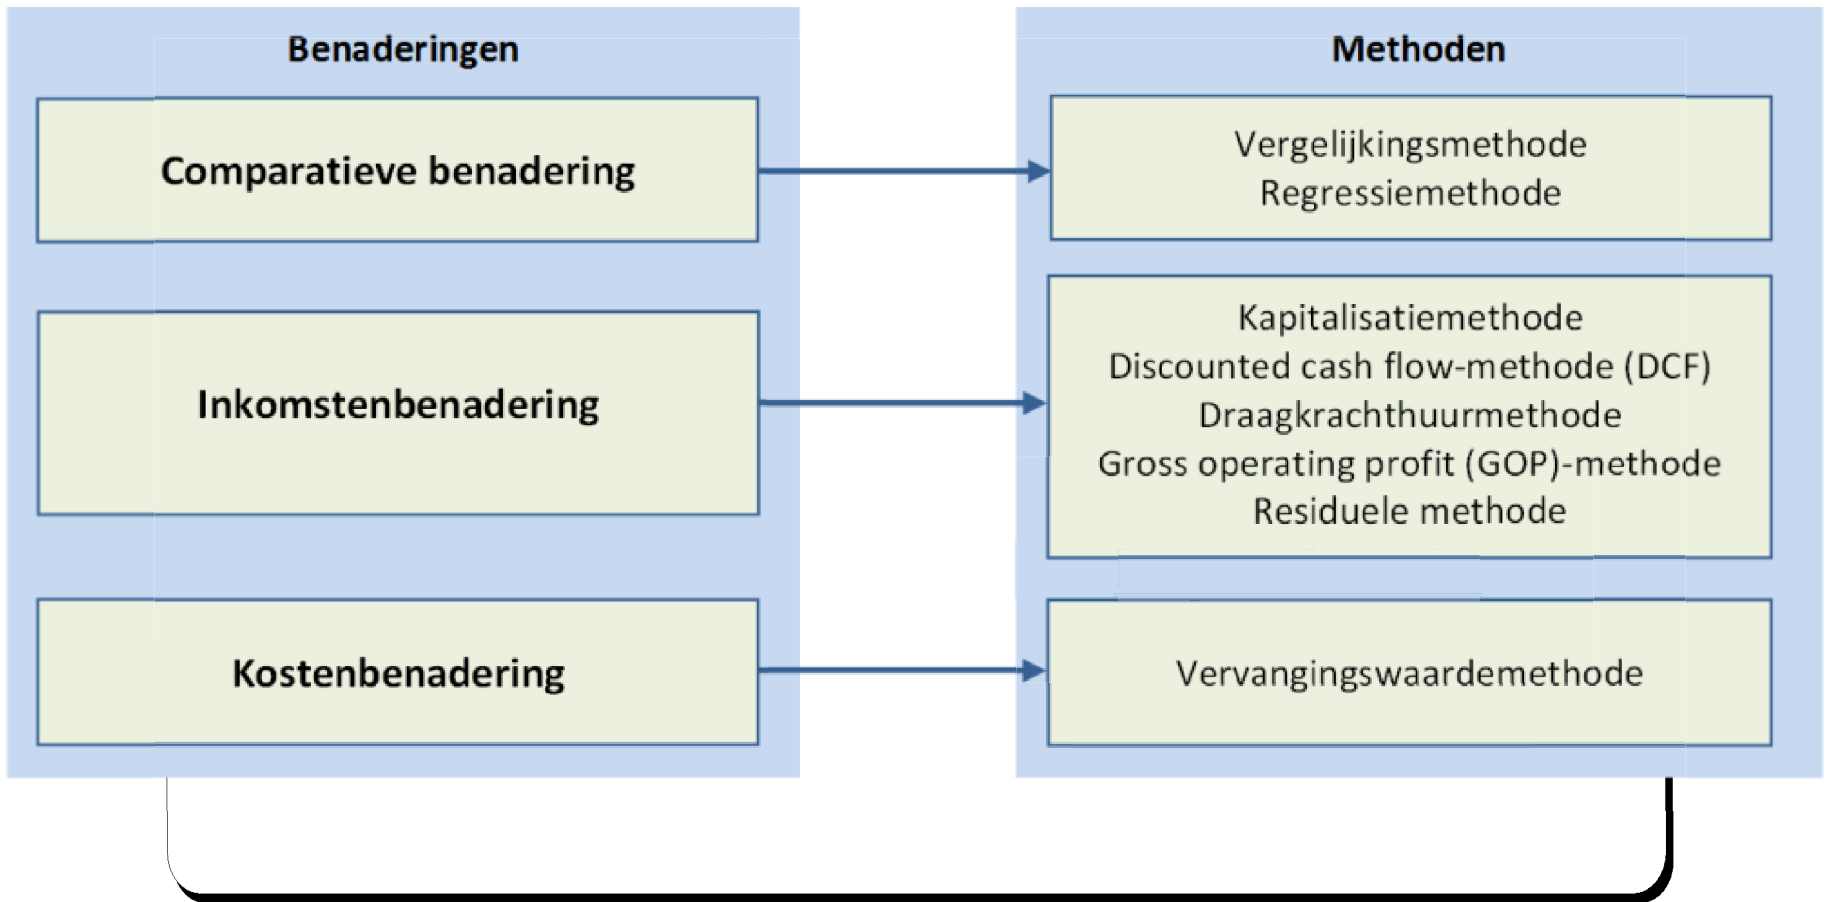 Benaderingen
Comparatieve benadering
Inkomstenbenadering
Kostenbenadering
Methoden
Vergelijkingsmethode
Regressiemethode
Kapitalisatiemethode
Discounted cash flow-methode (DCF)
Draagkrachthuurmethode
Gross operating profit (GOP)-methode
Residuele methode
Vervangingswaardemethode